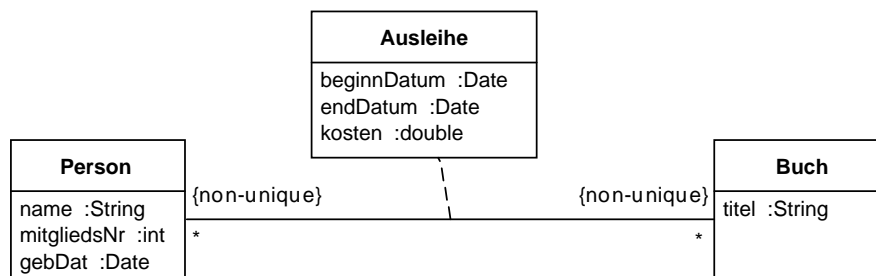 Ausleihe
beginnDatum :Date
endDatum :Date
kosten :double
Person
name :String
mitgliedsNr :int
gebDat :Date
{non-unique}
*
{non-unique}
*
Buch
titel :String